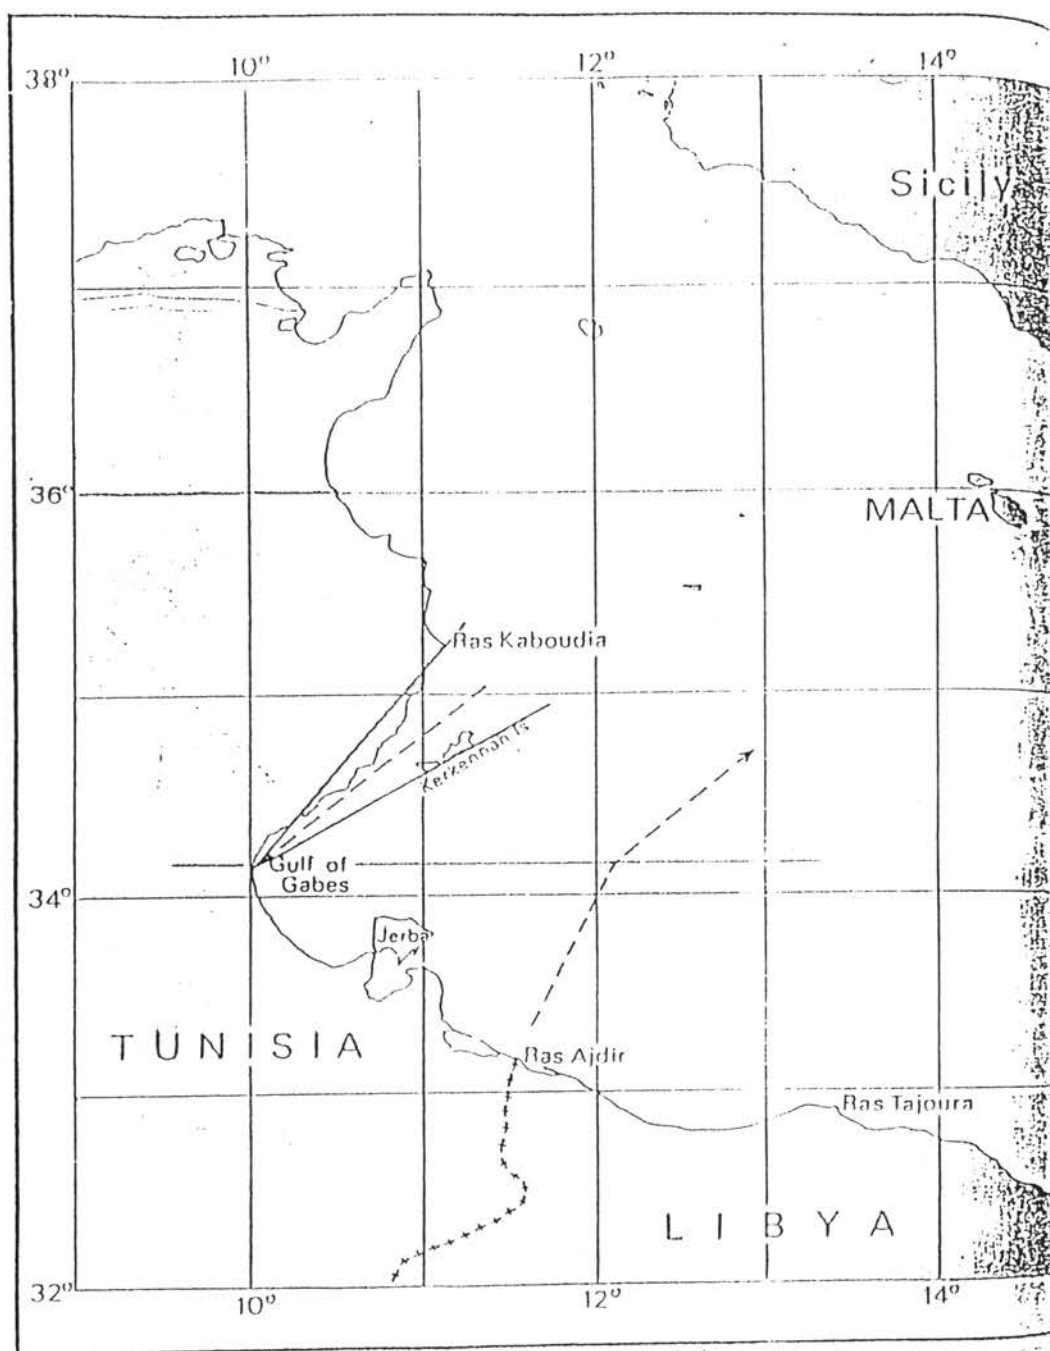 10° 12° 14°
38°
Sicily
36°
MALTA
Ras Kaboudia
Kerkennah Is
Gulf of
Gabes
34°
Jerba
TUNISIA
Ras Ajdir
Ras Tajoura
LIBYA
32°
10° 12° 14°